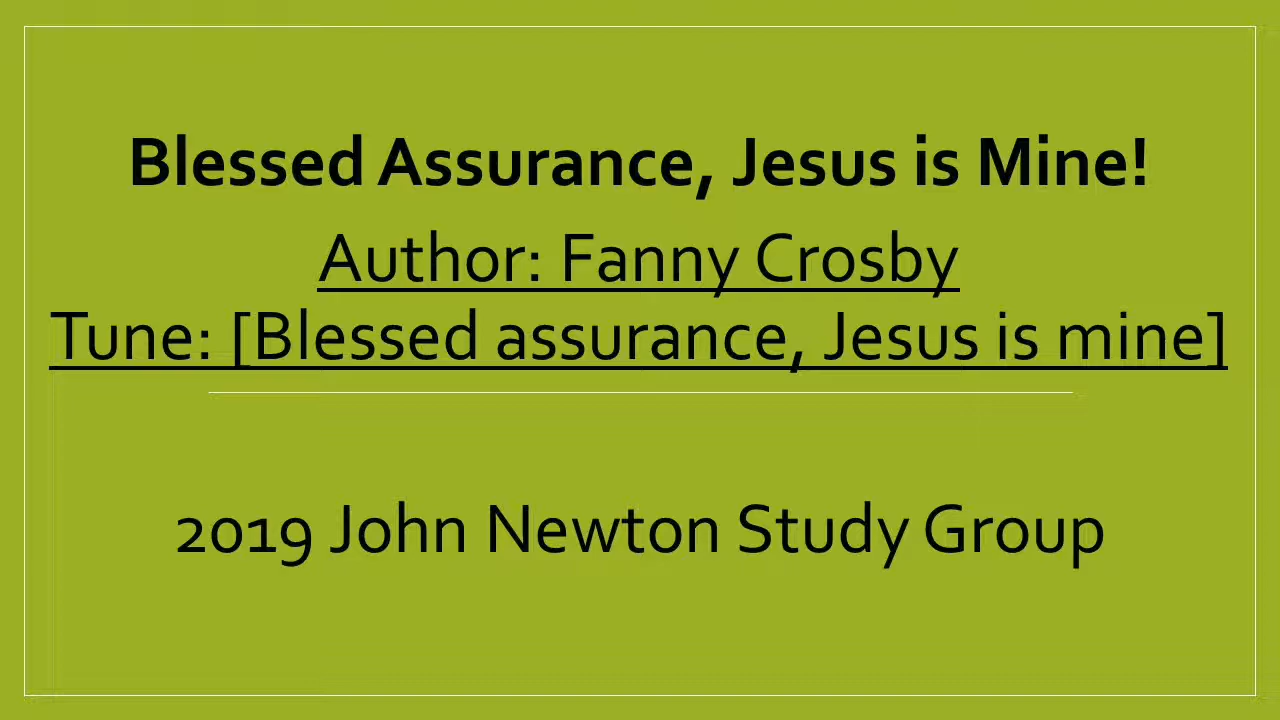 Blessed Assurance, Jesus is Mine!
Author: Fanny Crosby
Tune: [Blessed assurance, Jesus is mine]
2019 John Newton Study Group